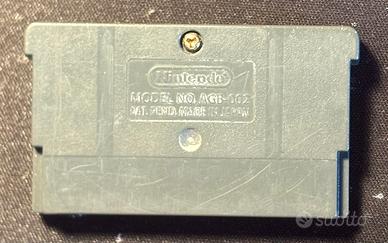 Nintendo
MODEL NO. AGB-002
PAT. PEND. MADE IN JAPAN
subito